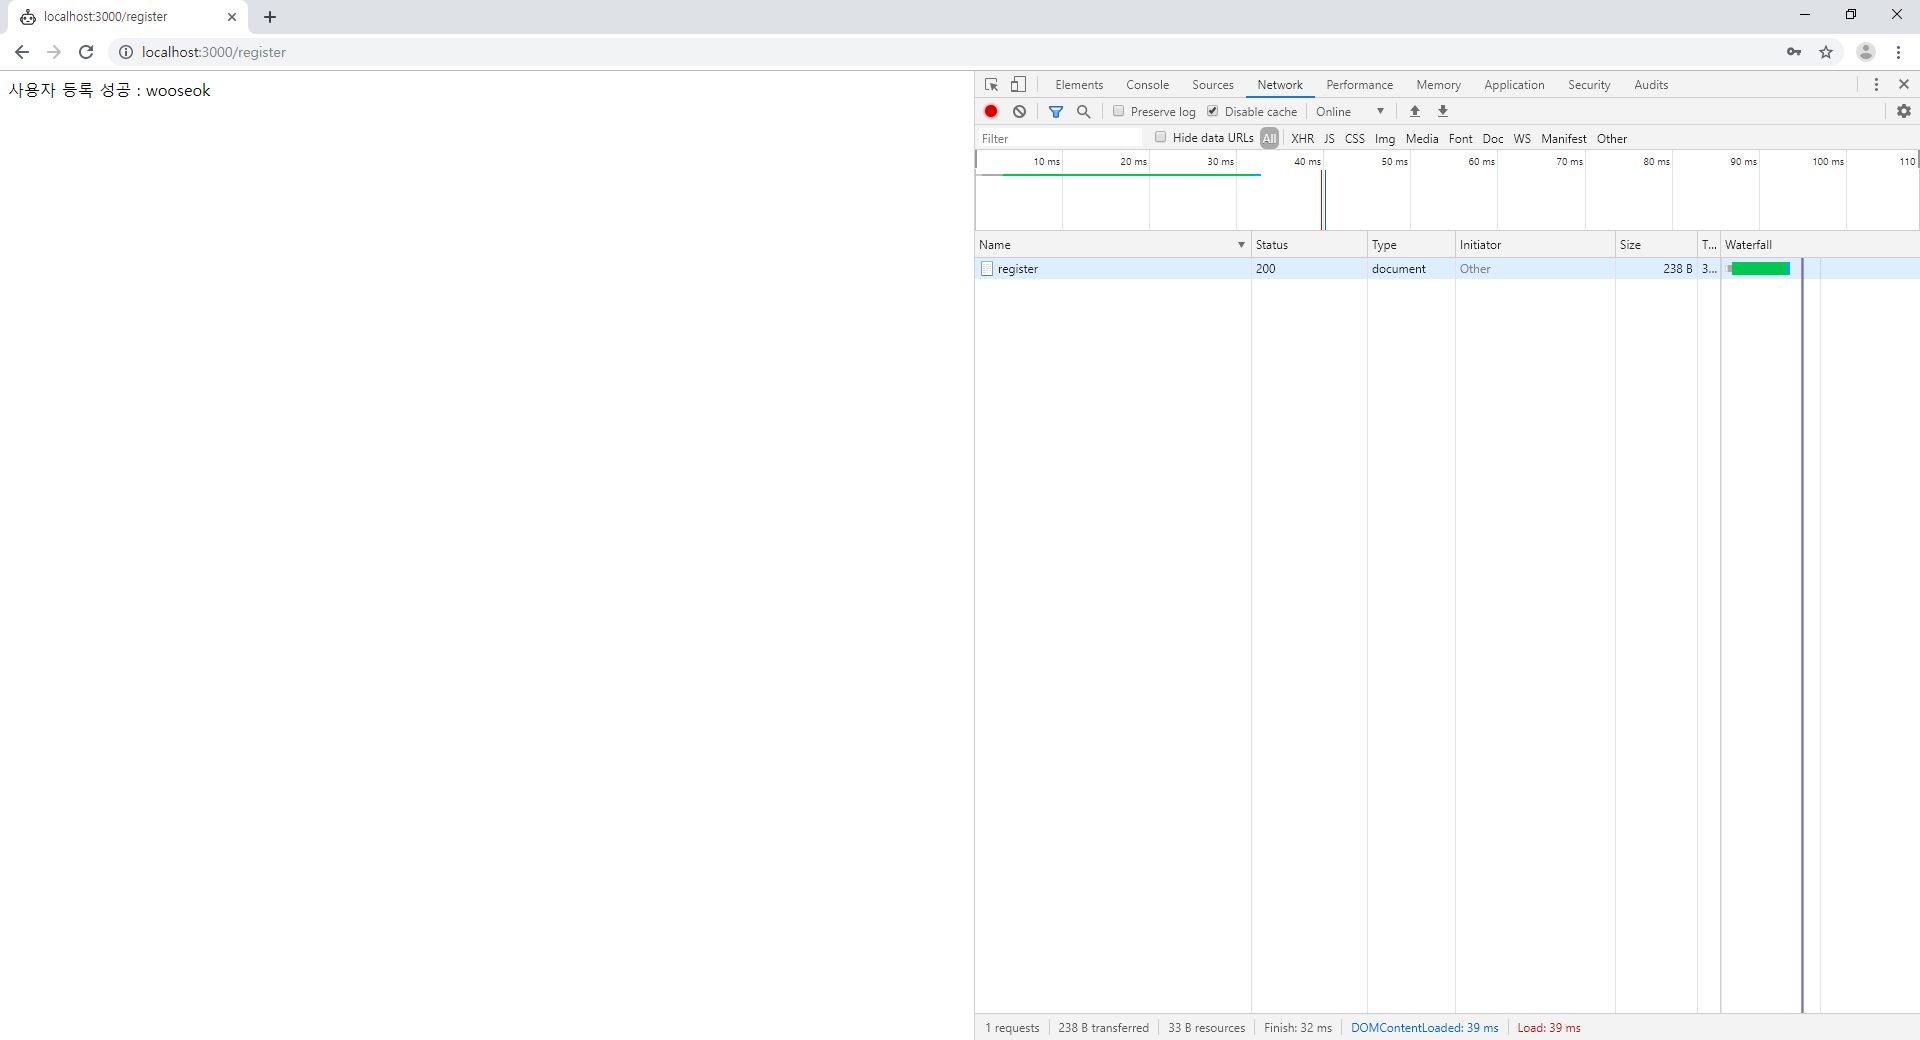 localhost:3000/register
localhost:3000/register
사용자 등록 성공 : wooseok
Elements Console Sources Network Performance Memory Application Security Audits
Preserve log Disable cache Online
Filter Hide data URLs All XHR JS CSS Img Media Font Doc WS Manifest Other
10 ms 20 ms 30 ms 40 ms 50 ms 60 ms 70 ms 80 ms 90 ms 100 ms 110
Name Status Type Initiator Size T... Waterfall
register 200 document Other 238 B 3...
1 requests 238 B transferred 33 B resources Finish: 32 ms DOMContentLoaded: 39 ms Load: 39 ms